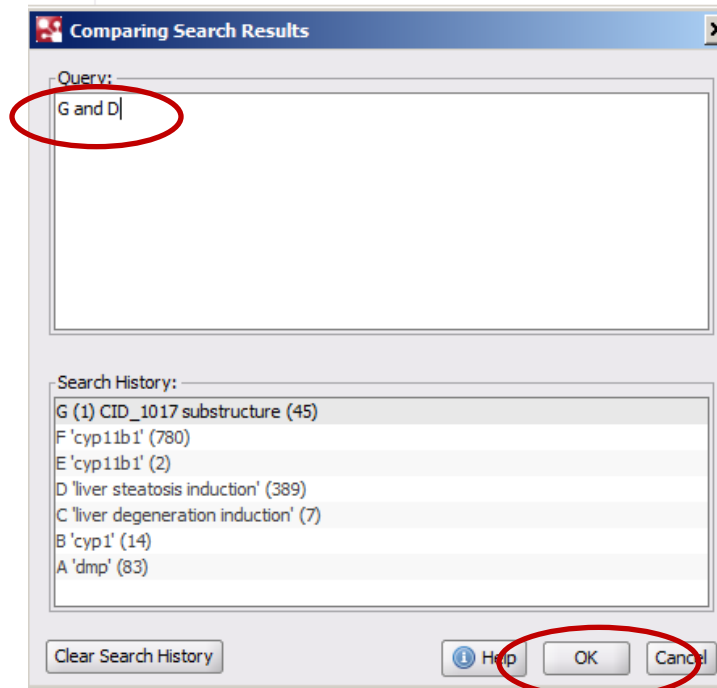 Comparing Search Results
Query:
G and D
Search History:
G (1) CID_1017 substructure (45)
F 'cyp11b1' (780)
E 'cyp11b1' (2)
D 'liver steatosis induction' (389)
C 'liver degeneration induction' (7)
B 'cyp1' (14)
A 'dmp' (83)
Clear Search History Help OK Cancel